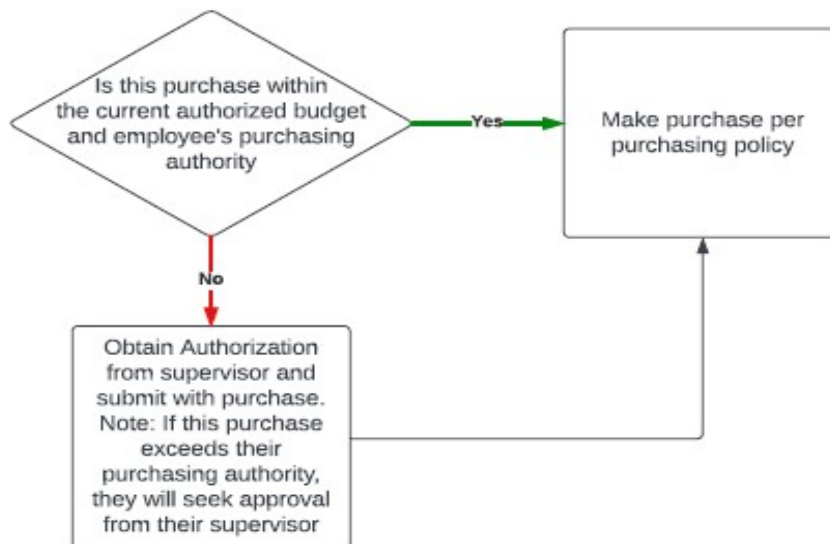 Is this purchase within
the current authorized budget
and employee's purchasing
authority
Yes
Make purchase per
purchasing policy
No
Obtain Authorization
from supervisor and
submit with purchase.
Note: If this purchase
exceeds their
purchasing authority,
they will seek approval
from their supervisor